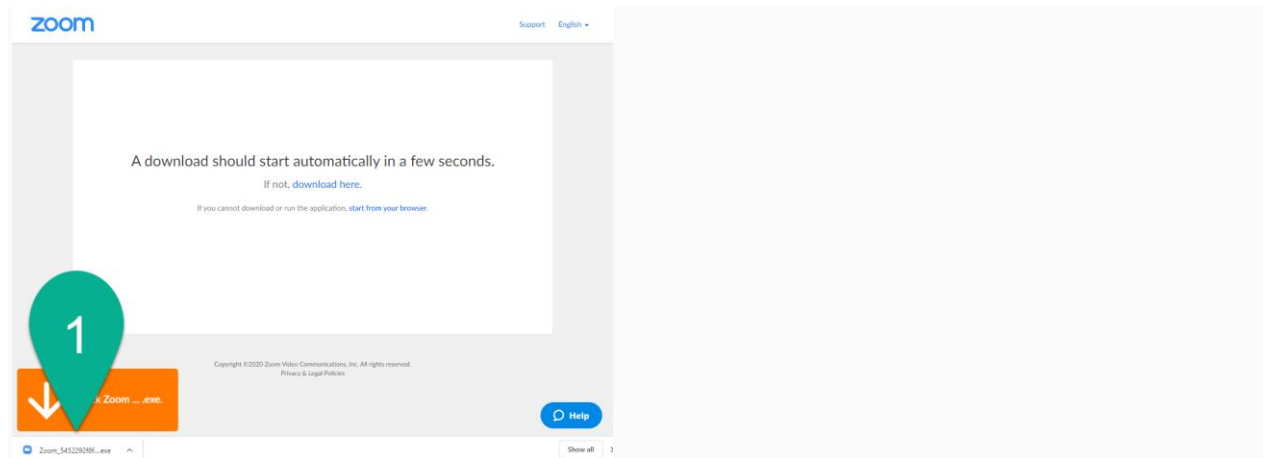 zoom
Support English
A download should start automatically in a few seconds.
If not, download here.
If you cannot download or run the application, start from your browser.
1
Copyright ©2020 Zoom Video Communications, Inc. All rights reserved.
Privacy & Legal Policies
Zoom ... .exe.
Help
Show all